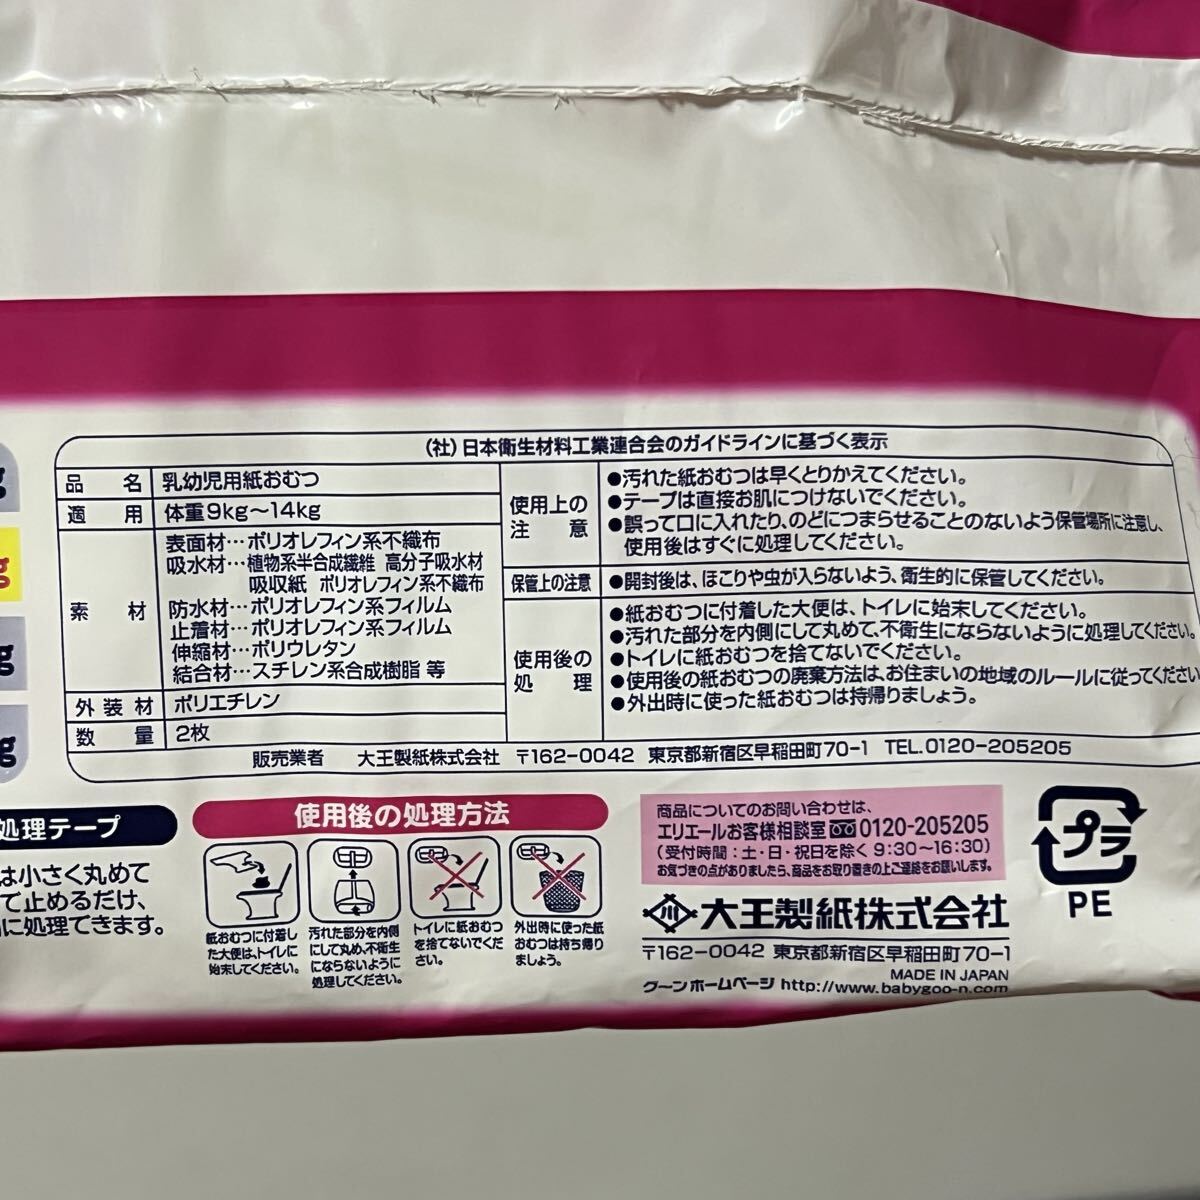 (社)日本衛生材料工業連合会のガイドラインに基づく表示
品名 乳幼児用紙おむつ
適用 体重9kg～14kg
素材
表面材…ポリオレフィン系不織布
吸水材…植物系半合成繊維 高分子吸水材
吸収紙 ポリオレフィン系不織布
防水材…ポリオレフィン系フィルム
止着材…ポリオレフィン系フィルム
伸縮材…ポリウレタン
結合材…スチレン系合成樹脂 等
外装材 ポリエチレン
数量 2枚
使用上の
注意
●汚れた紙おむつは早くとりかえてください。
●テープは直接お肌につけないでください。
●誤って口に入れたり、のどにつまらせることのないよう保管場所に注意し、
使用後はすぐに処理してください。
保管上の注意 ●開封後は、ほこりや虫が入らないよう、衛生的に保管してください。
使用後の
処理
●紙おむつに付着した大便は、トイレに始末してください。
●汚れた部分を内側にして丸めて、不衛生にならないように処理してください。
●トイレに紙おむつを捨てないでください。
●使用後の紙おむつの廃棄方法は、お住まいの地域のルールに従ってください
●外出時に使った紙おむつは持帰りましょう。
販売業者 大王製紙株式会社 〒162-0042 東京都新宿区早稲田町70-1 TEL.0120-205205
g
g
g
g
処理テープ
は小さく丸めて
て止めるだけ、
に処理できます。
使用後の処理方法
紙おむつに付着し
た大便は、トイレに
始末してください。
汚れた部分を内側
にして丸め、不衛生
にならないように
処理してください。
トイレに紙おむつ
を捨てないでくだ
さい。
外出時に使った紙
おむつは持ち帰り
ましょう。
商品についてのお問い合わせは、
エリエールお客様相談室 0120-205205
(受付時間:土・日・祝日を除く 9:30～16:30)
お気づきの点がありましたら、商品をお取り置きの上ご連絡をお願いします。
大王製紙株式会社
〒162-0042 東京都新宿区早稲田町70-1
MADE IN JAPAN
グ〜ンホームページ http://www.babygoo-n.com
プラ
PE